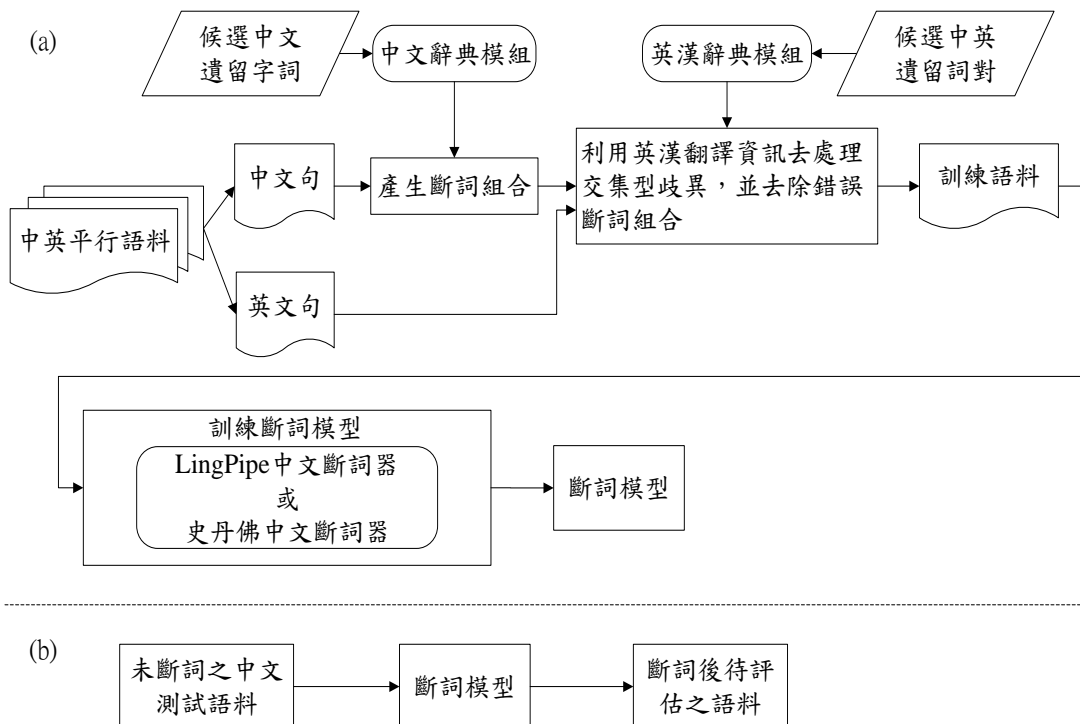 (a)
候選中文
遺留字詞
中文辭典模組
英漢辭典模組
候選中英
遺留詞對
中英平行語料
中文句
產生斷詞組合
利用英漢翻譯資訊去處理
交集型歧異，並去除錯誤
斷詞組合
訓練語料
英文句
訓練斷詞模型
LingPipe中文斷詞器
或
史丹佛中文斷詞器
斷詞模型
(b)
未斷詞之中文
測試語料
斷詞模型
斷詞後待評
估之語料